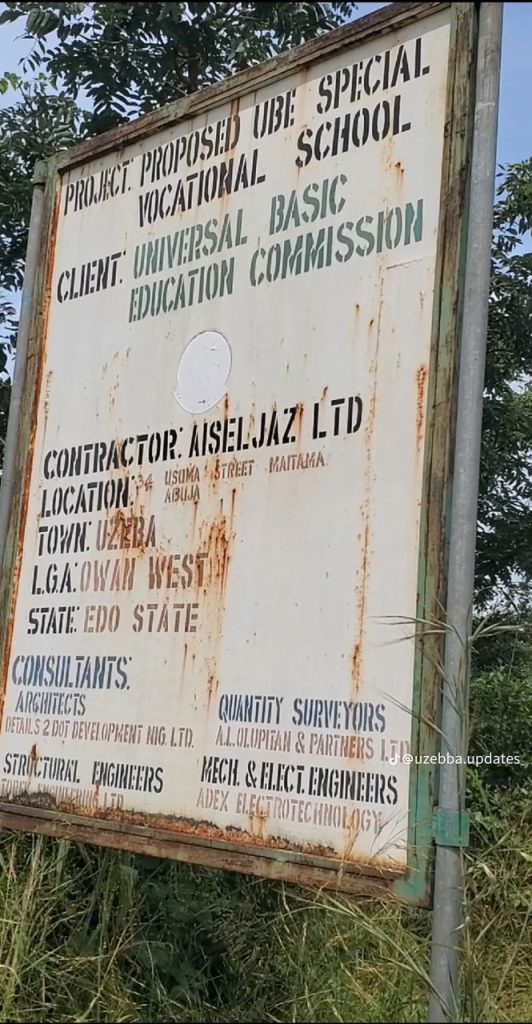 PROJECT: PROPOSED UBE SPECIAL
VOCATIONAL SCHOOL
CLIENT: UNIVERSAL BASIC
EDUCATION COMMISSION
CONTRACTOR: AISELJAZ LTD
LOCATION: 34 USUMA STREET MAITAMA
ABUJA
TOWN: UZEBA
L.G.A: OWAN WEST
STATE: EDO STATE
CONSULTANTS:
ARCHITECTS
DETAILS 2 DOT DEVELOPMENT NIG. LTD.
QUANTITY SURVEYORS
A.L. OLUPITAN & PARTNERS LTD
STRUCTURAL ENGINEERS
LTD
MECH. & ELECT. ENGINEERS
ADEX ELECTROTECHNOLOGY
@uzebba.updates